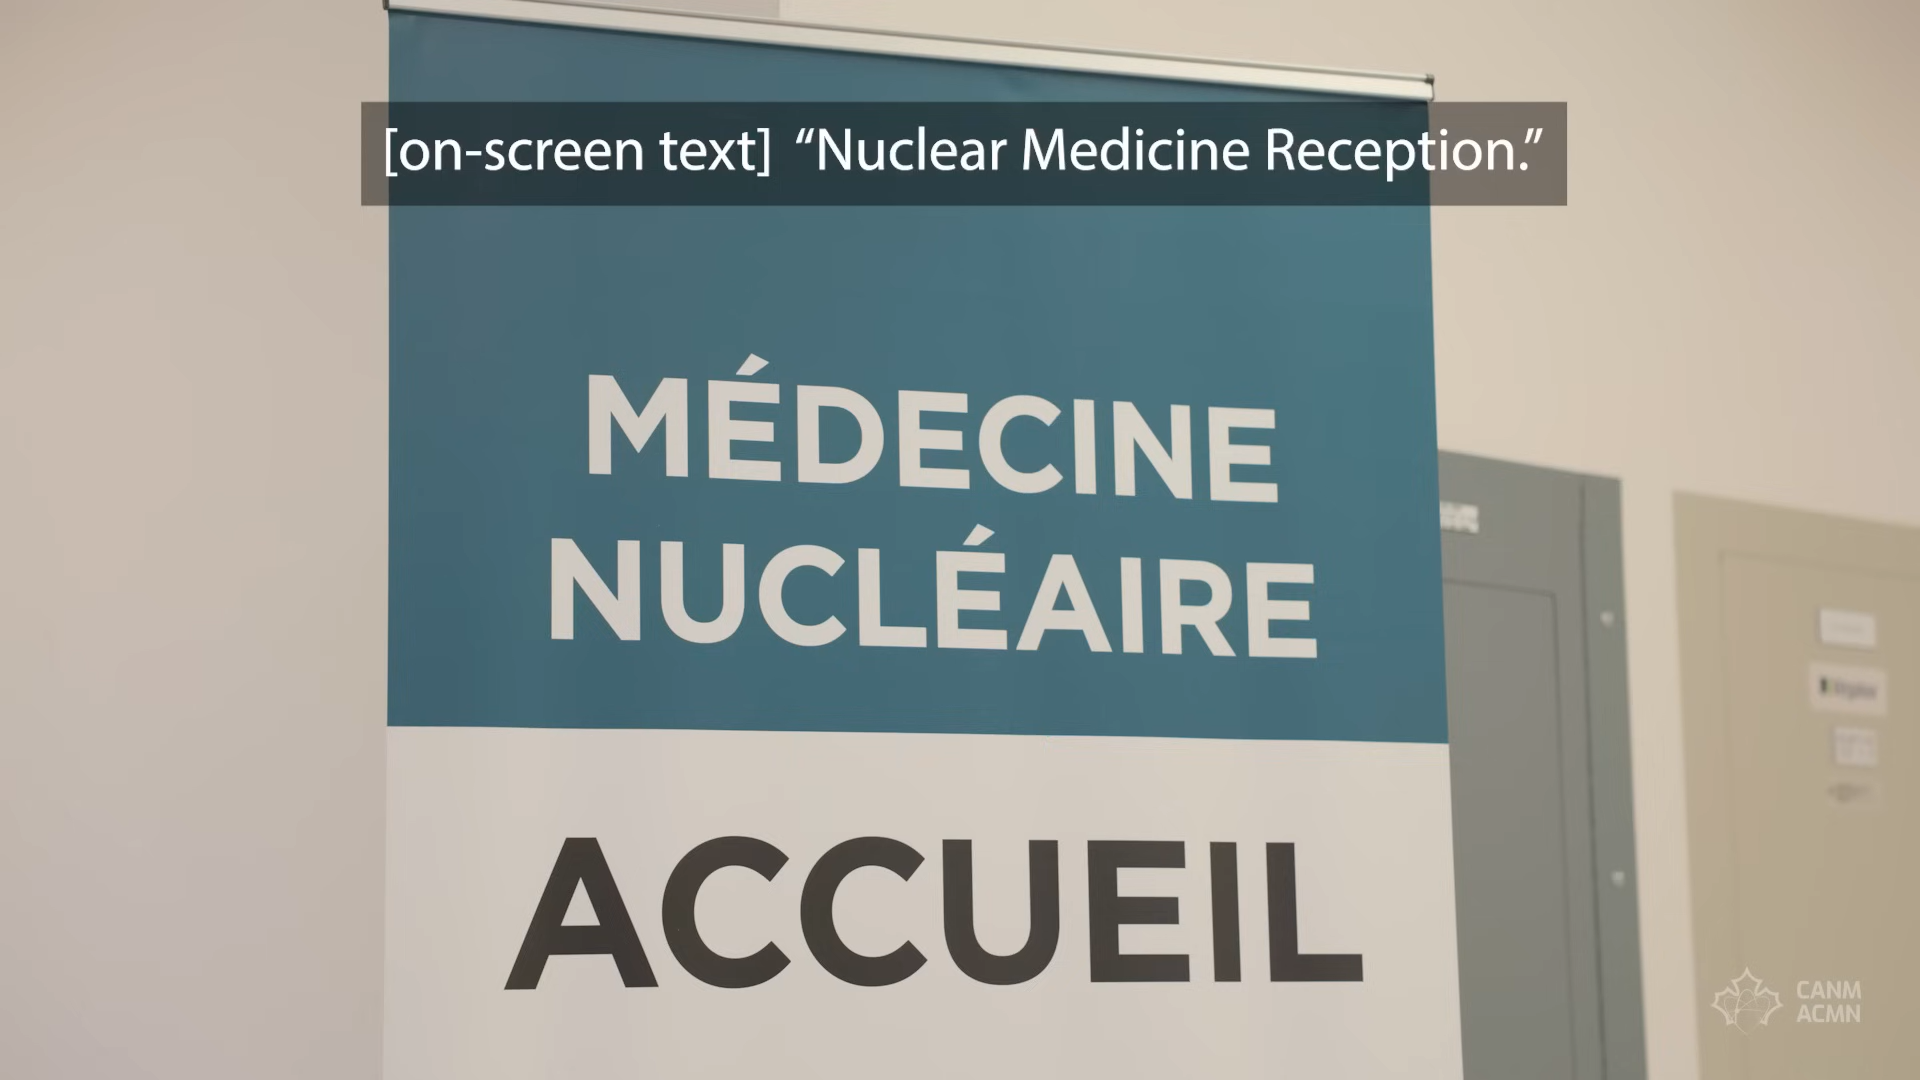 [on-screen text] “Nuclear Medicine Reception.”
MÉDECINE
NUCLÉAIRE
ACCUEIL
CANM
ACMN